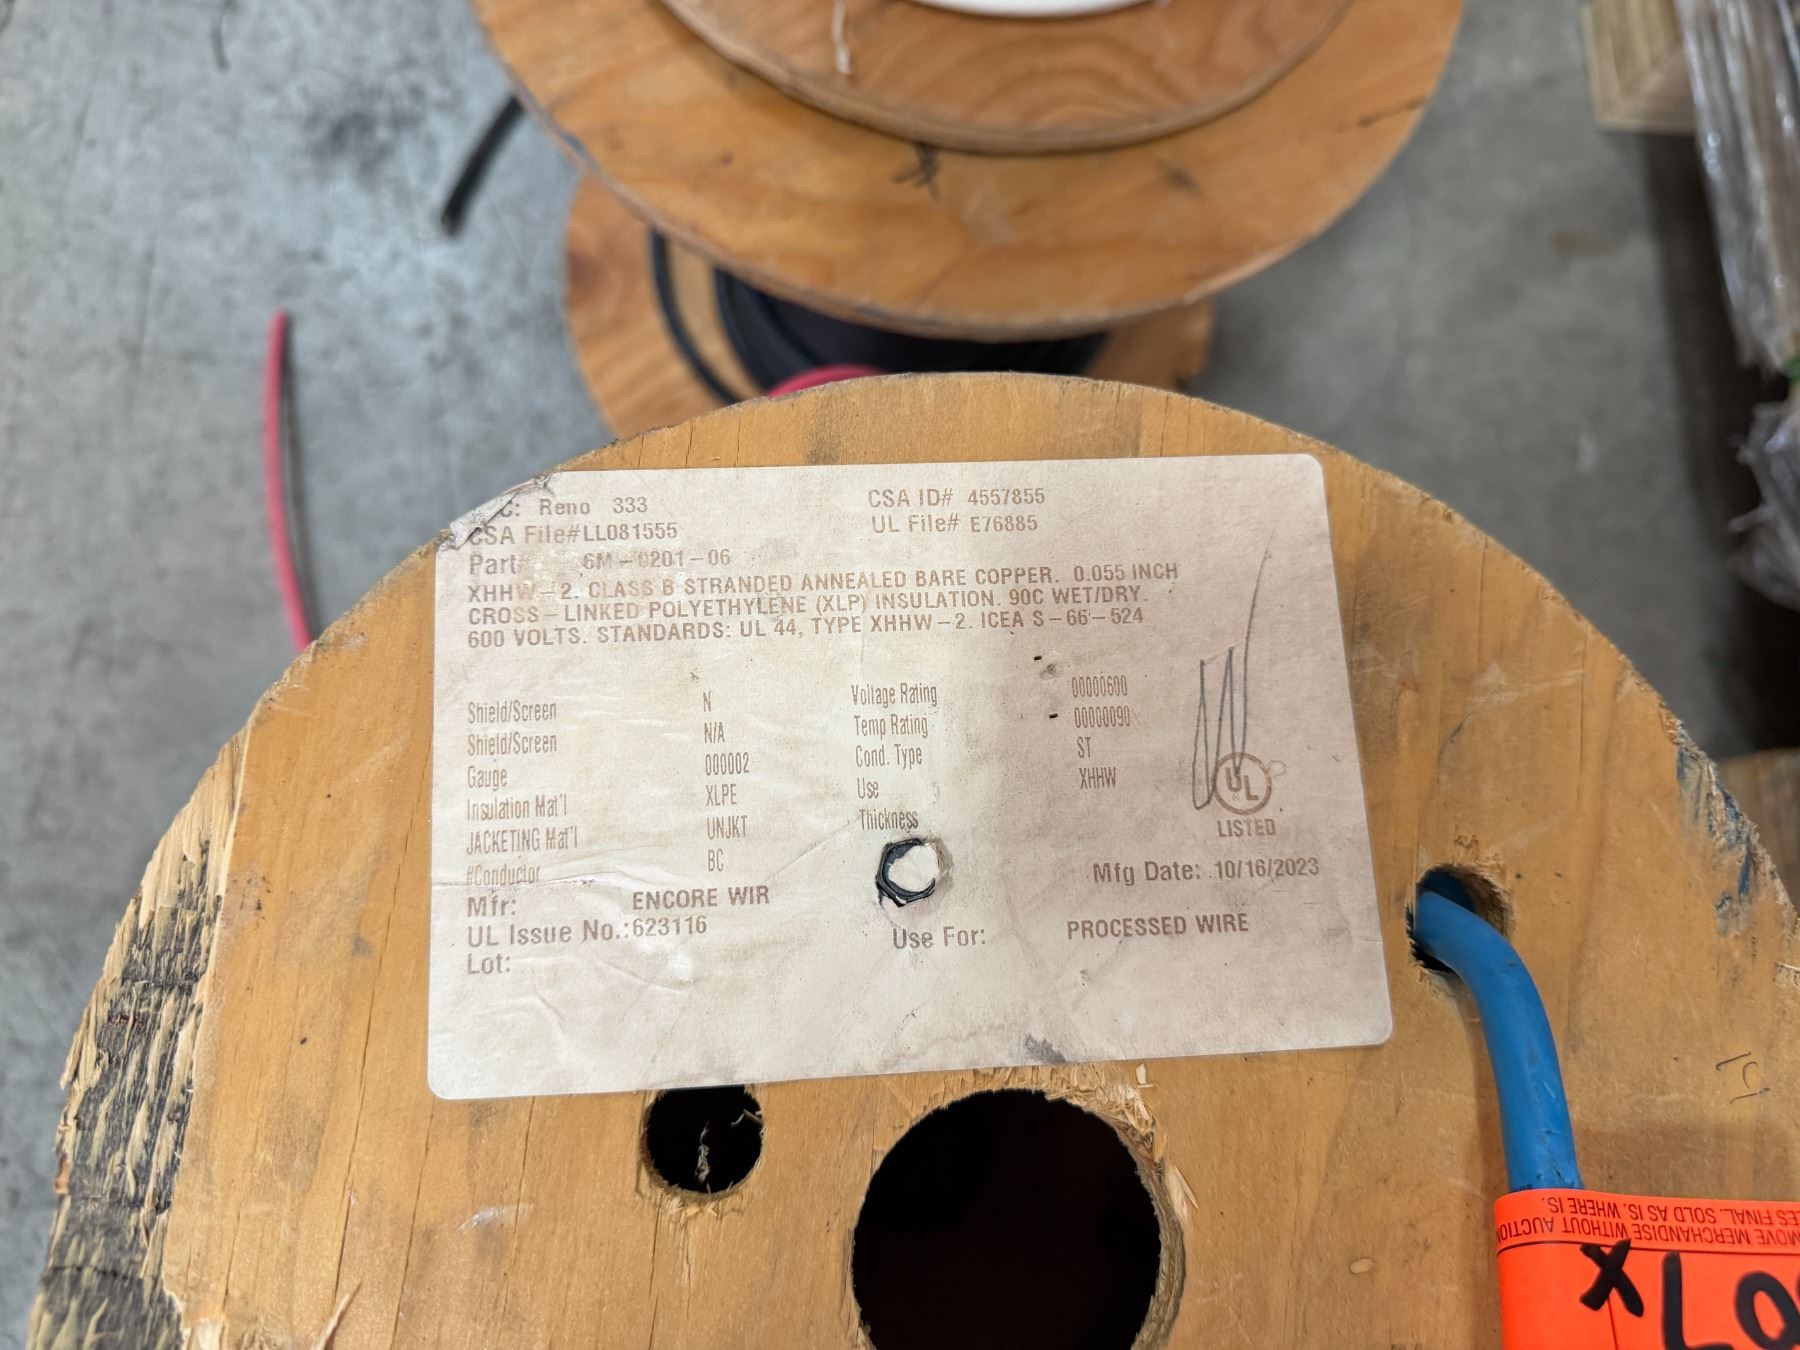 C: Reno 333
CSA ID# 4557855
CSA File#LL081555
UL File# E76885
Part# 6M-9201-06
XHHW-2. CLASS B STRANDED ANNEALED BARE COPPER. 0.055 INCH
CROSS-LINKED POLYETHYLENE (XLP) INSULATION. 90C WET/DRY.
600 VOLTS. STANDARDS: UL 44, TYPE XHHW-2. ICEA S-66-524
Shield/Screen N
Shield/Screen N/A
Gauge 000002
Insulation Mat'l XLPE
JACKETING Mat'l UNJKT
#Conductor BC
Voltage Rating 00000600
Temp Rating 00000090
Cond. Type ST
Use XHHW
Thickness
UL
LISTED
Mfr: ENCORE WIR
Mfg Date: 10/16/2023
UL Issue No.:623116
Use For: PROCESSED WIRE
Lot:
MOVE MERCHANDISE WITHOUT AUCTION
LES FINAL. SOLD AS IS. WHERE IS.